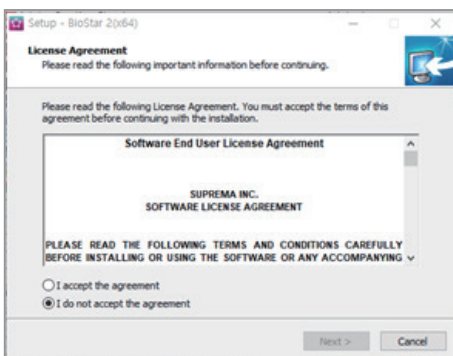 Setup - BioStar 2(x64)
License Agreement
Please read the following important information before continuing.
Please read the following License Agreement. You must accept the terms of this
agreement before continuing with the installation.
Software End User License Agreement
SUPREMA INC.
SOFTWARE LICENSE AGREEMENT
PLEASE READ THE FOLLOWING TERMS AND CONDITIONS CAREFULLY
BEFORE INSTALLING OR USING THE SOFTWARE OR ANY ACCOMPANYING
I accept the agreement
I do not accept the agreement
Next >
Cancel